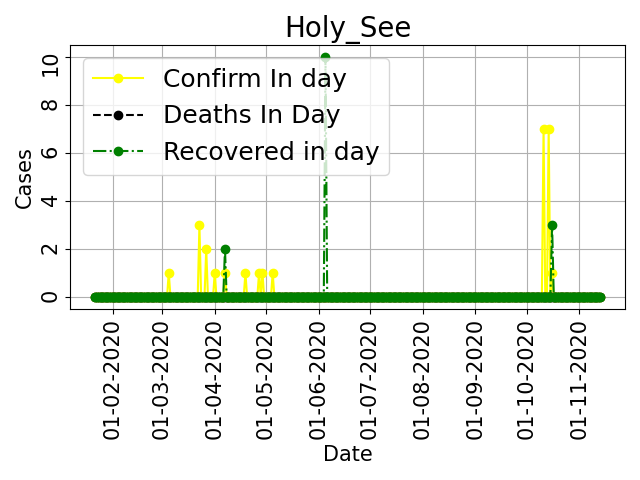 Holy_See
Confirm In day
Deaths In Day
Recovered in day
Cases
10
8
6
4
2
0
01-02-2020
01-03-2020
01-04-2020
01-05-2020
01-06-2020
01-07-2020
01-08-2020
01-09-2020
01-10-2020
01-11-2020
Date